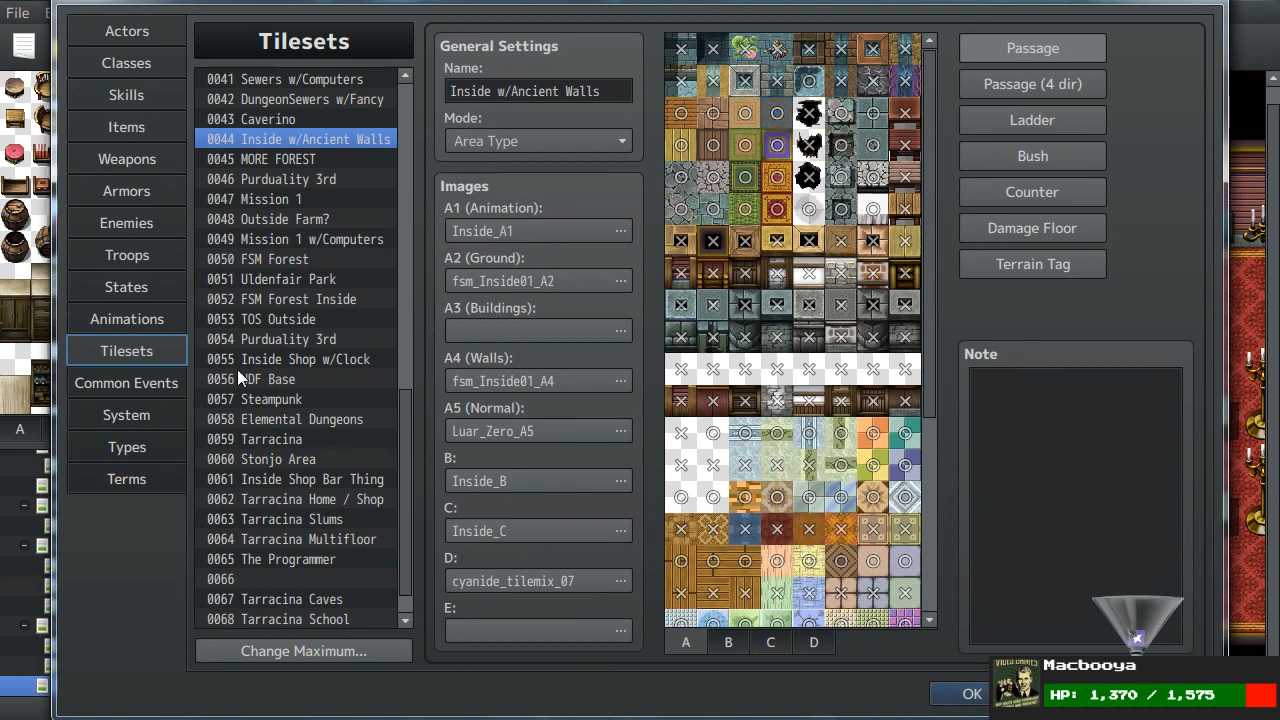 File
Actors
Classes
Skills
Items
Weapons
Armors
Enemies
Troops
States
Animations
Tilesets
Common Events
System
Types
Terms
A
Tilesets
0041 Sewers w/Computers
0042 DungeonSewers w/Fancy
0043 Caverino
0044 Inside w/Ancient Walls
0045 MORE FOREST
0046 Purduality 3rd
0047 Mission 1
0048 Outside Farm?
0049 Mission 1 w/Computers
0050 FSM Forest
0051 Uldenfair Park
0052 FSM Forest Inside
0053 TOS Outside
0054 Purduality 3rd
0055 Inside Shop w/Clock
0056 DF Base
0057 Steampunk
0058 Elemental Dungeons
0059 Tarracina
0060 Stonjo Area
0061 Inside Shop Bar Thing
0062 Tarracina Home / Shop
0063 Tarracina Slums
0064 Tarracina Multifloor
0065 The Programmer
0066
0067 Tarracina Caves
0068 Tarracina School
Change Maximum...
General Settings
Name:
Inside w/Ancient Walls
Mode:
Area Type
Images
A1 (Animation):
Inside_A1 ...
A2 (Ground):
fsm_Inside01_A2 ...
A3 (Buildings):
...
A4 (Walls):
fsm_Inside01_A4 ...
A5 (Normal):
Luar_Zero_A5 ...
B:
Inside_B ...
C:
Inside_C ...
D:
cyanide_tilemix_07 ...
E:
...
A B C D
Passage
Passage (4 dir)
Ladder
Bush
Counter
Damage Floor
Terrain Tag
Note
OK
VIDEO GAMES
Macbooya
HP: 1,370 / 1,575